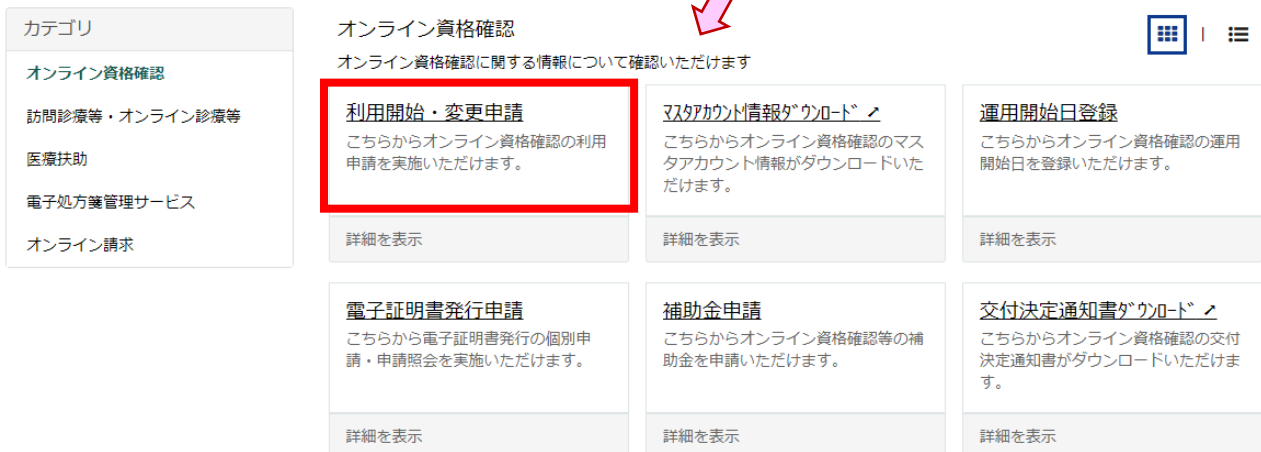 カテゴリ
オンライン資格確認
訪問診療等・オンライン診療等
医療扶助
電子処方箋管理サービス
オンライン請求
オンライン資格確認
オンライン資格確認に関する情報について確認いただけます
利用開始・変更申請
こちらからオンライン資格確認の利用
申請を実施いただけます。
詳細を表示
ﾏｽﾀｱｶｳﾝﾄ情報ﾀﾞｳﾝﾛｰﾄﾞ
こちらからオンライン資格確認のマス
タアカウント情報がダウンロードいた
だけます。
詳細を表示
運用開始日登録
こちらからオンライン資格確認の運用
開始日を登録いただけます。
詳細を表示
電子証明書発行申請
こちらから電子証明書発行の個別申
請・申請照会を実施いただけます。
詳細を表示
補助金申請
こちらからオンライン資格確認等の補
助金を申請いただけます。
詳細を表示
交付決定通知書ﾀﾞｳﾝﾛｰﾄﾞ
こちらからオンライン資格確認の交付
決定通知書がダウンロードいただけま
す。
詳細を表示